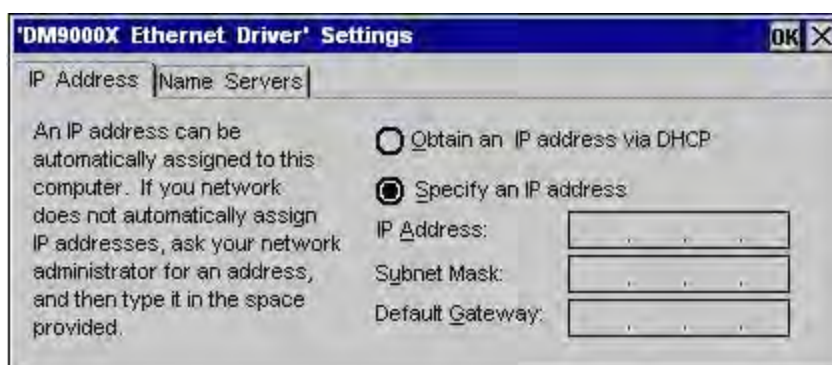 'DM9000X Ethernet Driver' Settings OK X
IP Address Name Servers
An IP address can be
automatically assigned to this
computer. If you network
does not automatically assign
IP addresses, ask your network
administrator for an address,
and then type it in the space
provided.
Obtain an IP address via DHCP
Specify an IP address
IP Address:
Subnet Mask:
Default Gateway: